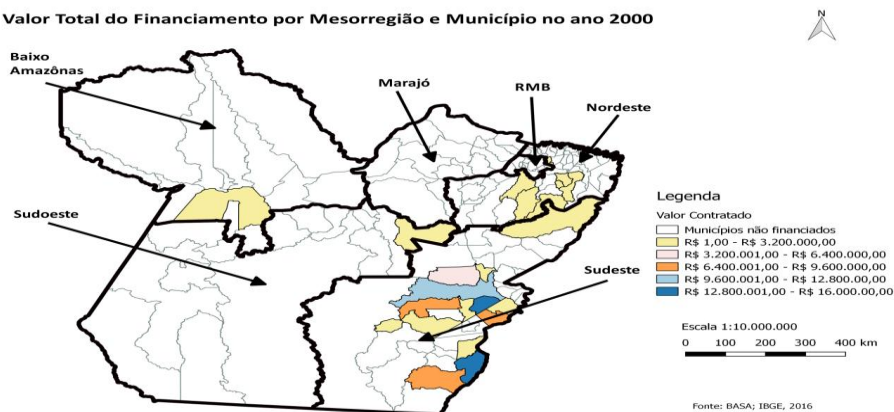 Valor Total do Financiamento por Mesorregião e Município no ano 2000
N
Baixo
Amazônas
Marajó
RMB
Nordeste
Sudoeste
Sudeste
Legenda
Valor Contratado
Municípios não financiados
R$ 1,00 - R$ 3.200.000,00
R$ 3.200.001,00 - R$ 6.400.000,00
R$ 6.400.001,00 - R$ 9.600.000,00
R$ 9.600.001,00 - R$ 12.800.00,00
R$ 12.800.001,00 - R$ 16.000.00,00
Escala 1:10.000.000
0 100 200 300 400 km
Fonte: BASA; IBGE, 2016